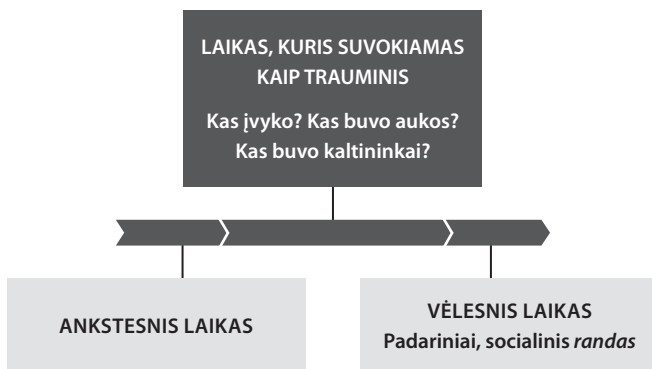 LAIKAS, KURIS SUVOKIAMAS
KAIP TRAUMINIS
Kas įvyko? Kas buvo aukos?
Kas buvo kaltininkai?
ANKSTESNIS LAIKAS
VĖLESNIS LAIKAS
Padariniai, socialinis randas